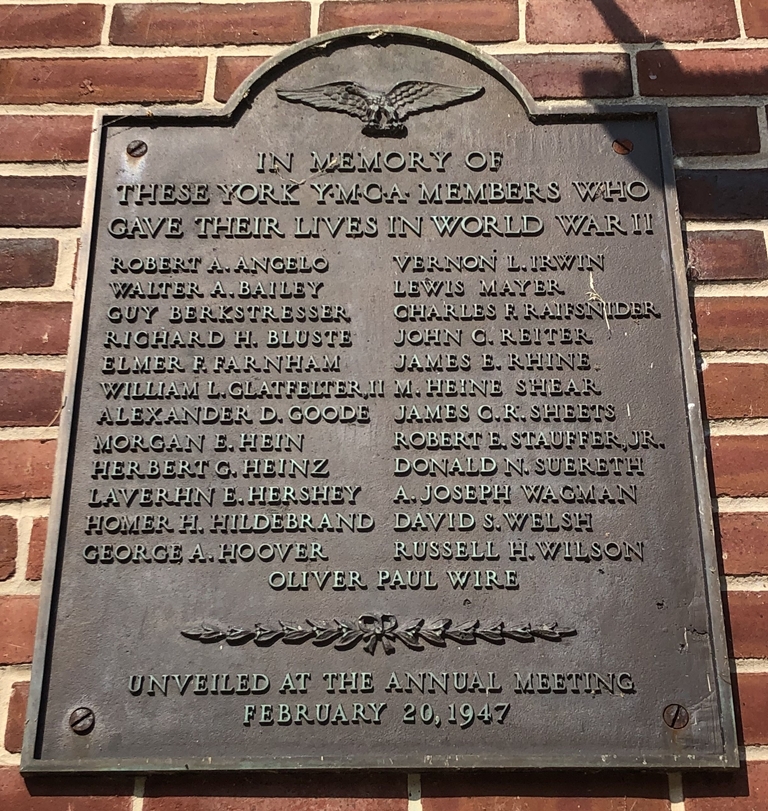 IN MEMORY OF
THESE YORK Y·M·C·A· MEMBERS WHO
GAVE THEIR LIVES IN WORLD WAR II
ROBERT A. ANGELO
WALTER A. BAILEY
GUY BERKSTRESSER
RICHARD H. BLUSTE
ELMER F. FARNHAM
WILLIAM L. GLATFELTER, II
ALEXANDER D. GOODE
MORGAN E. HEIN
HERBERT G. HEINZ
LAVERHN E. HERSHEY
HOMER H. HILDEBRAND
GEORGE A. HOOVER
VERNON L. IRWIN
LEWIS MAYER
CHARLES F. RAIFSNIDER
JOHN C. REITER
JAMES E. RHINE
M. HEINE SHEAR
JAMES C. R. SHEETS
ROBERT E. STAUFFER, JR.
DONALD N. SUERETH
A. JOSEPH WAGMAN
DAVID S. WELSH
RUSSELL H. WILSON
OLIVER PAUL WIRE
UNVEILED AT THE ANNUAL MEETING
FEBRUARY 20, 1947